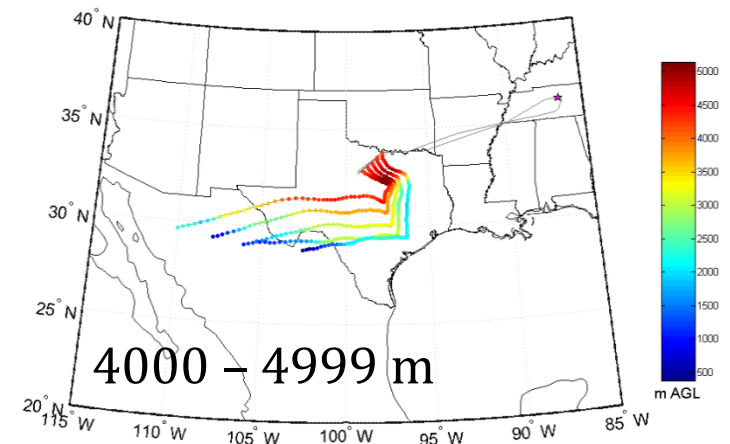 40° N
35° N
30° N
25° N
20° N
115° W
110° W
105° W
100° W
95° W
90° W
85° W
4000 – 4999 m
5000
4500
4000
3500
3000
2500
2000
1500
1000
500
m AGL